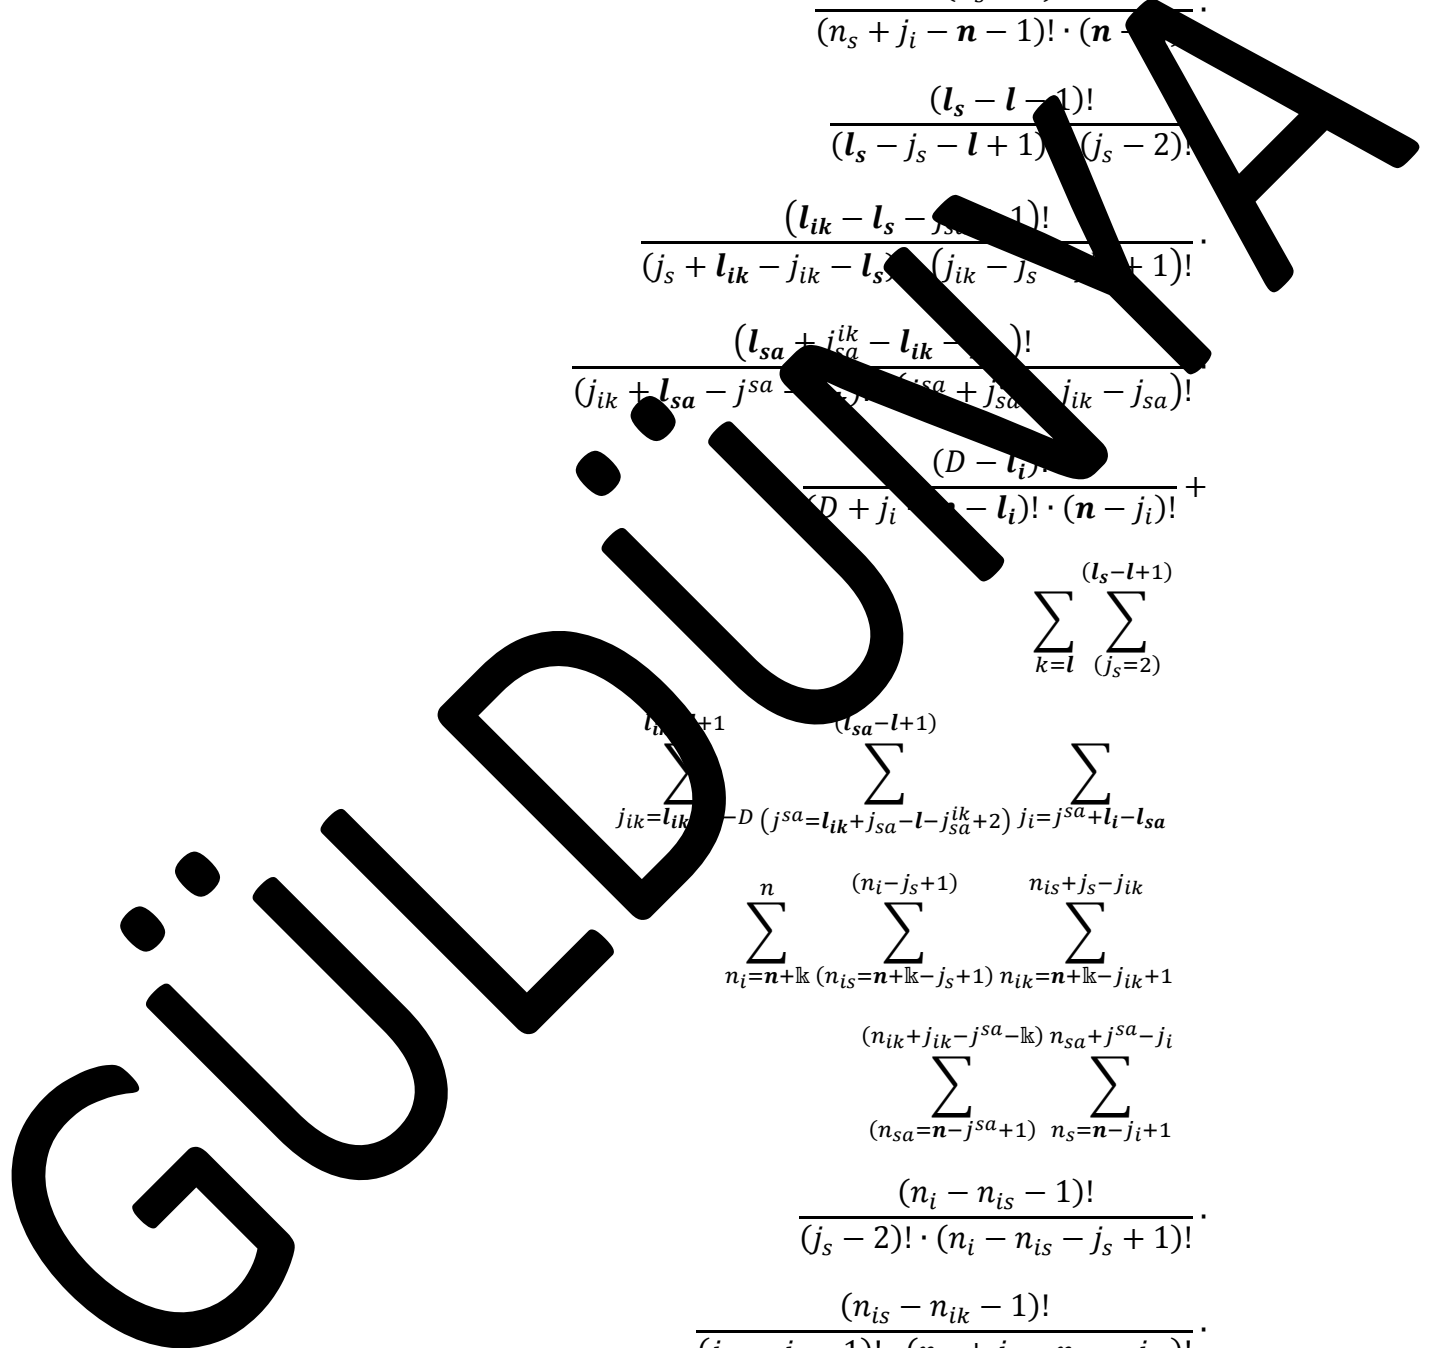 (n_s + j_i − n − 1)! · (n −
(l_s − l − 1)!
(l_s − j_s − l + 1) (j_s − 2)!
(l_ik − l_s − 1)!
(j_s + l_ik − j_ik − l_s) (j_ik − j_s + 1)! ·
(l_sa + j_sa^ik − l_ik − )!
(j_ik + l_sa − j^sa − (j^sa + j_sa j_ik − j_sa)!
(D − l_i)!
(D + j_i − l_i)! · (n − j_i)! +
(l_s−l+1)
∑ ∑
k=l (j_s=2)
+1 (l_sa−l+1)
∑ ∑ ∑
j_ik=l_ik −D (j^sa=l_ik+j_sa−l−j_sa^ik+2) j_i=j^sa+l_i−l_sa
n (n_i−j_s+1) n_is+j_s−j_ik
∑ ∑ ∑
n_i=n+𝕜 (n_is=n+𝕜−j_s+1) n_ik=n+𝕜−j_ik+1
(n_ik+j_ik−j^sa−𝕜) n_sa+j^sa−j_i
∑ ∑
(n_sa=n−j^sa+1) n_s=n−j_i+1
(n_i − n_is − 1)!
(j_s − 2)! · (n_i − n_is − j_s + 1)! ·
(n_is − n_ik − 1)!
GÜLDÜNYA